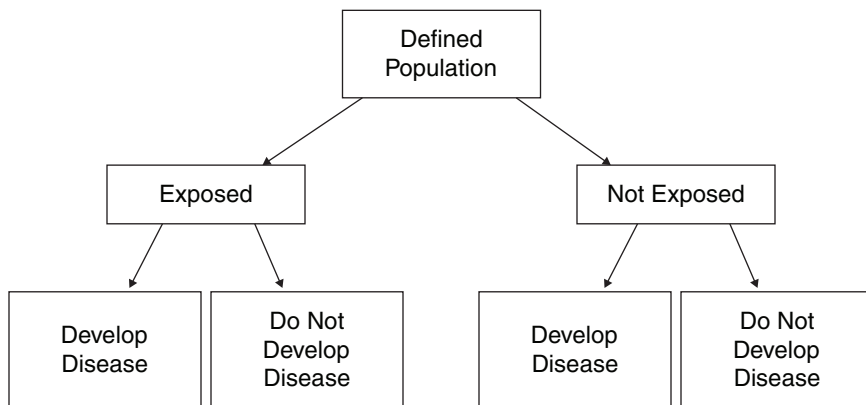 Defined
Population
Exposed
Not Exposed
Develop
Disease
Do Not
Develop
Disease
Develop
Disease
Do Not
Develop
Disease